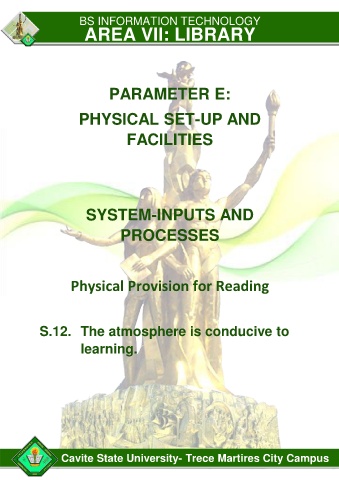 BS INFORMATION TECHNOLOGY
AREA VII: LIBRARY
PARAMETER E:
PHYSICAL SET-UP AND
FACILITIES
SYSTEM-INPUTS AND
PROCESSES
Physical Provision for Reading
S.12. The atmosphere is conducive to
learning.
Cavite State University- Trece Martires City Campus